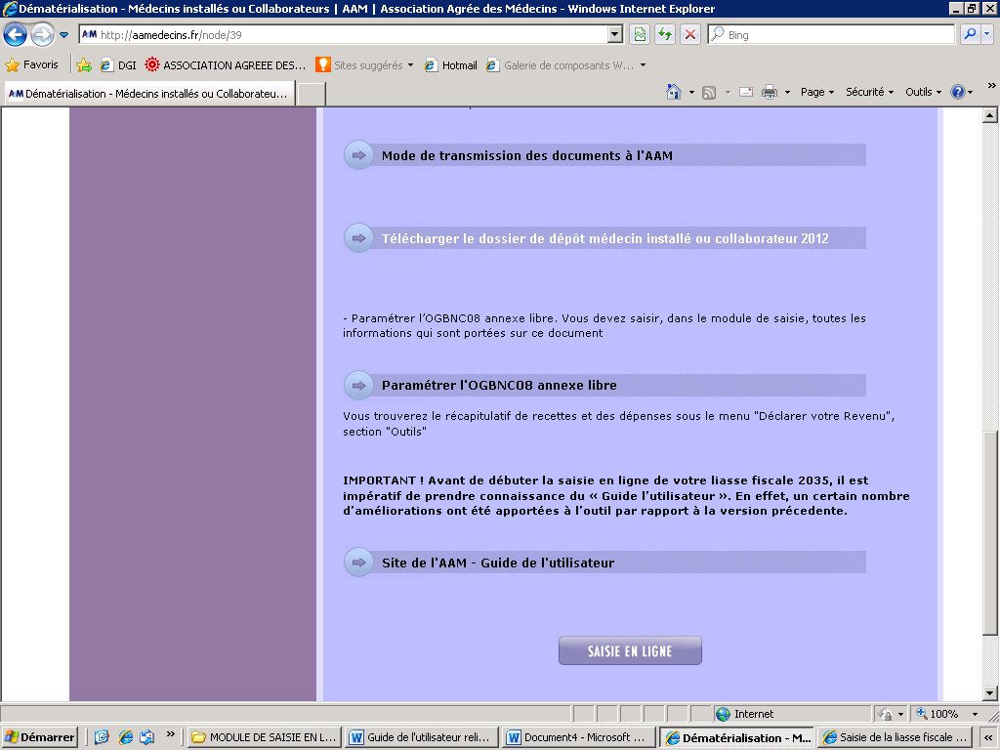 Dématérialisation - Médecins installés ou Collaborateurs | AAM | Association Agrée des Médecins - Windows Internet Explorer
A·M http://aamedecins.fr/node/39
Bing
Favoris DGI ASSOCIATION AGREEE DES... Sites suggérés Hotmail Galerie de composants W...
A·M Dématérialisation - Médecins installés ou Collaborateu...
Page Sécurité Outils »
Mode de transmission des documents à l'AAM
Télécharger le dossier de dépôt médecin installé ou collaborateur 2012
- Paramétrer l'OGBNC08 annexe libre. Vous devez saisir, dans le module de saisie, toutes les
informations qui sont portées sur ce document
Paramétrer l'OGBNC08 annexe libre
Vous trouverez le récapitulatif de recettes et des dépenses sous le menu "Déclarer votre Revenu",
section "Outils"
IMPORTANT ! Avant de débuter la saisie en ligne de votre liasse fiscale 2035, il est
impératif de prendre connaissance du « Guide l'utilisateur ». En effet, un certain nombre
d'améliorations ont été apportées à l'outil par rapport à la version précedente.
Site de l'AAM - Guide de l'utilisateur
SAISIE EN LIGNE
Internet 100%
Démarrer » MODULE DE SAISIE EN L... Guide de l'utilisateur reli... Document4 - Microsoft ... Dématérialisation - M... Saisie de la liasse fiscale ... «